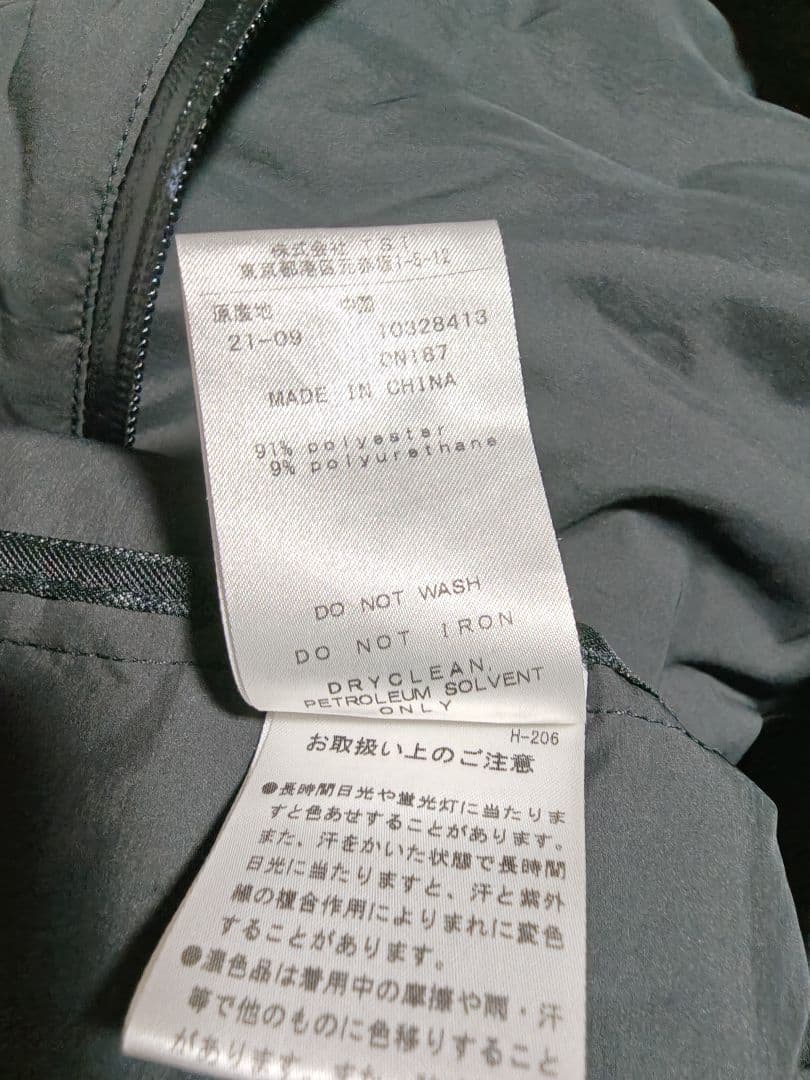 株式会社 TSI
東京都港区元赤坂1-5-12
原産地 中国
21-09 10328413
CN187
MADE IN CHINA
91% polyester
9% polyurethane
DO NOT WASH
DO NOT IRON
DRYCLEAN,
PETROLEUM SOLVENT
ONLY
H-206
お取扱い上のご注意
●長時間日光や蛍光灯に当たりま
すと色あせすることがあります。
また、汗をかいた状態で長時間
日光に当たりますと、汗と紫外
線の複合作用によりまれに変色
することがあります。
●濃色品は着用中の摩擦や雨・汗
等で他のものに色移りすること
があります。